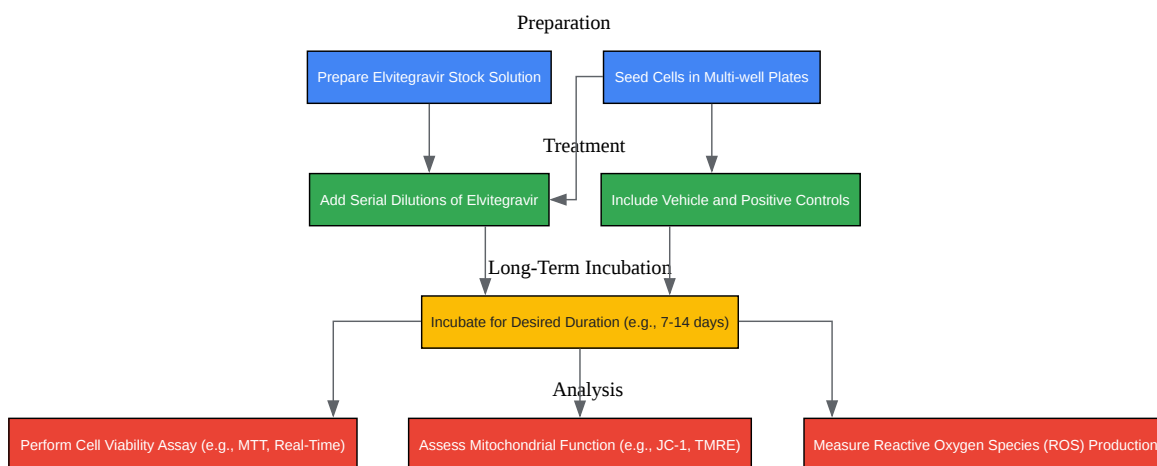 Preparation
Prepare Elvitegravir Stock Solution
Seed Cells in Multi-well Plates
Treatment
Add Serial Dilutions of Elvitegravir
Include Vehicle and Positive Controls
Long-Term Incubation
Incubate for Desired Duration (e.g., 7-14 days)
Analysis
Perform Cell Viability Assay (e.g., MTT, Real-Time)
Assess Mitochondrial Function (e.g., JC-1, TMRE)
Measure Reactive Oxygen Species (ROS) Production